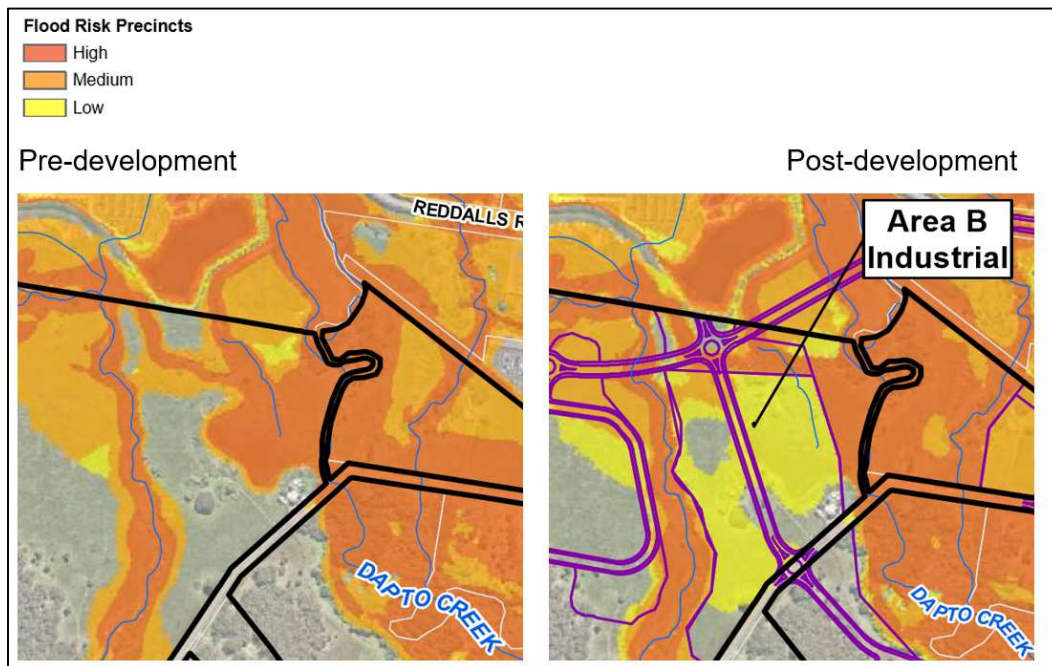 Flood Risk Precincts
High
Medium
Low
Pre-development
Post-development
REDDALLS R
DAPTO CREEK
Area B
Industrial
DAPTO CREEK